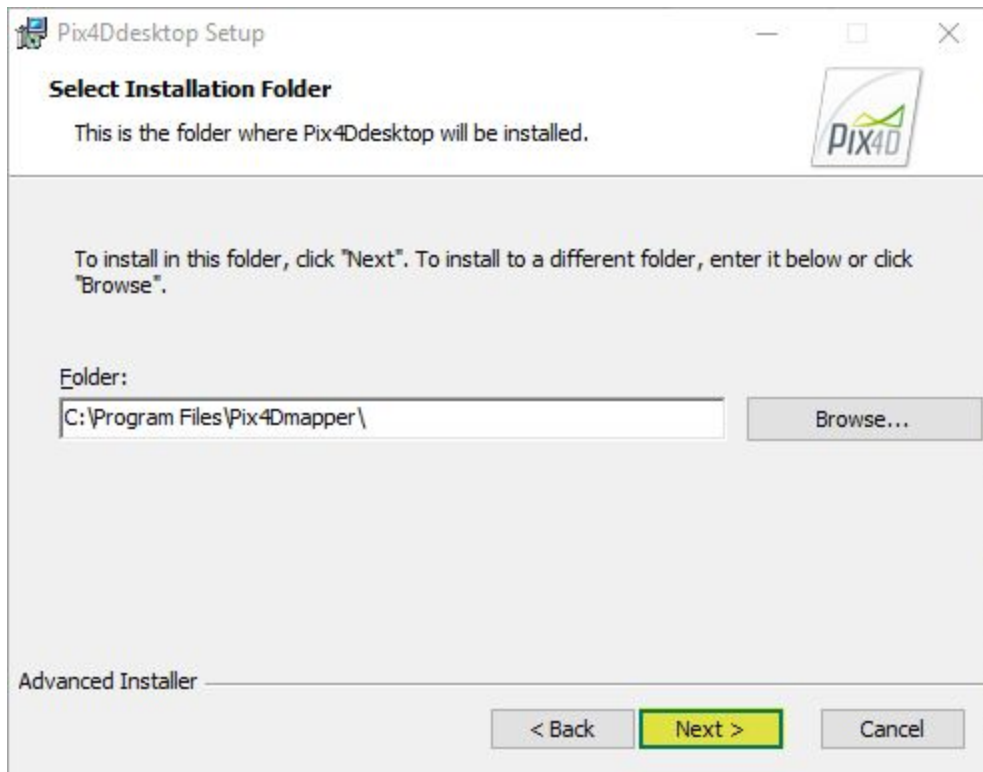 Pix4Ddesktop Setup
Select Installation Folder
This is the folder where Pix4Ddesktop will be installed.
PIX4D
To install in this folder, click "Next". To install to a different folder, enter it below or click
"Browse".
Folder:
C:\Program Files\Pix4Dmapper\
Browse...
Advanced Installer
< Back
Next >
Cancel